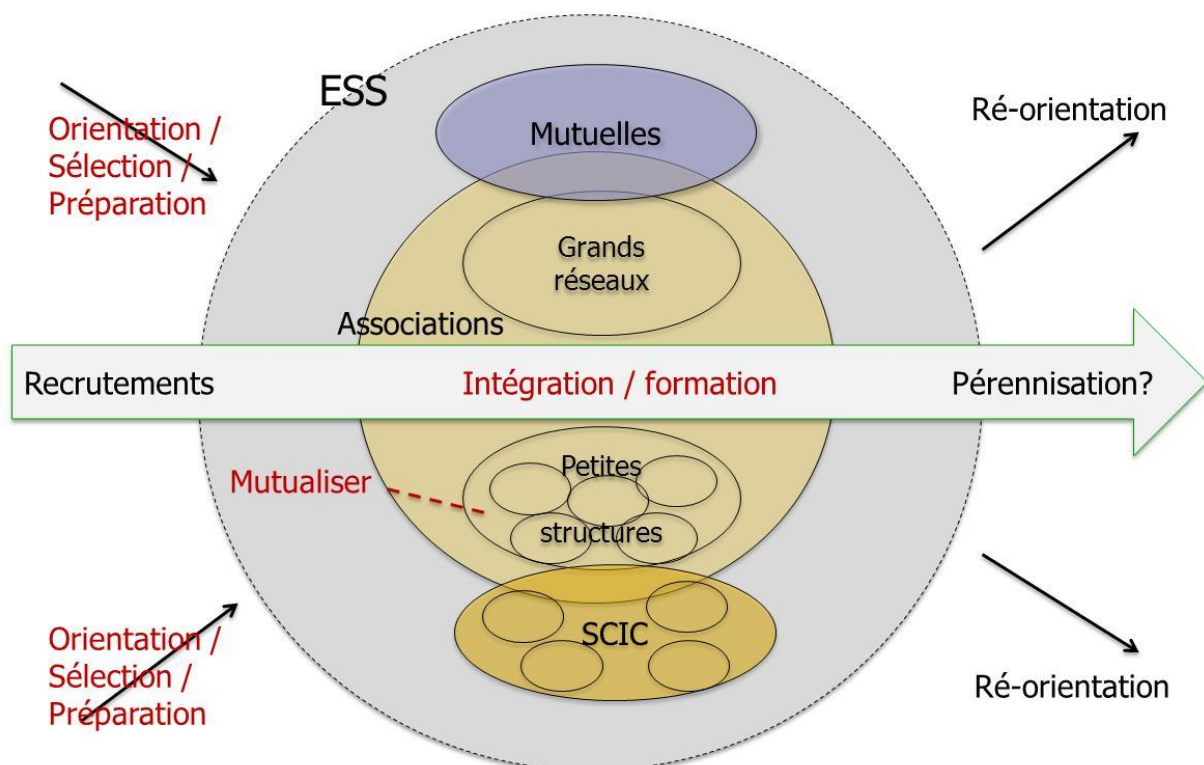 ESS
Orientation /
Sélection /
Préparation
Mutuelles
Ré-orientation
Grands
réseaux
Associations
Recrutements
Intégration / formation
Pérennisation?
Mutualiser
Petites
structures
SCIC
Orientation /
Sélection /
Préparation
Ré-orientation